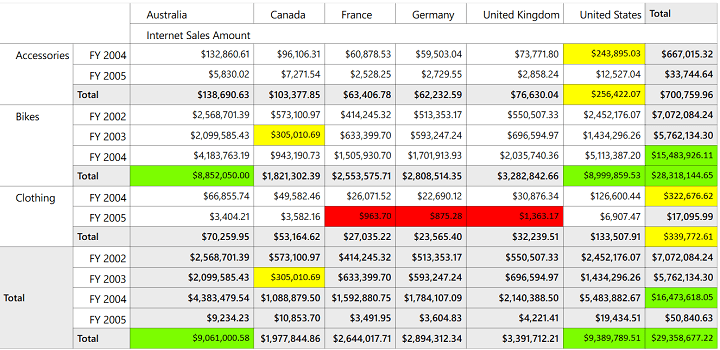 Australia Canada France Germany United Kingdom United States Total
Internet Sales Amount
Accessories FY 2004 $132,860.61 $96,106.31 $60,878.53 $59,503.04 $73,771.80 $243,895.03 $667,015.32
FY 2005 $5,830.02 $7,271.54 $2,528.25 $2,729.55 $2,858.24 $12,527.04 $33,744.64
Total $138,690.63 $103,377.85 $63,406.78 $62,232.59 $76,630.04 $256,422.07 $700,759.96
Bikes FY 2002 $2,568,701.39 $573,100.97 $414,245.32 $513,353.17 $550,507.33 $2,452,176.07 $7,072,084.24
FY 2003 $2,099,585.43 $305,010.69 $633,399.70 $593,247.24 $696,594.97 $1,434,296.26 $5,762,134.30
FY 2004 $4,183,763.19 $943,190.73 $1,505,930.70 $1,701,913.93 $2,035,740.36 $5,113,387.20 $15,483,926.11
Total $8,852,050.00 $1,821,302.39 $2,553,575.71 $2,808,514.35 $3,282,842.66 $8,999,859.53 $28,318,144.65
Clothing FY 2004 $66,855.74 $49,582.46 $26,071.52 $22,690.12 $30,876.34 $126,600.44 $322,676.62
FY 2005 $3,404.21 $3,582.16 $963.70 $875.28 $1,363.17 $6,907.47 $17,095.99
Total $70,259.95 $53,164.62 $27,035.22 $23,565.40 $32,239.51 $133,507.91 $339,772.61
Total FY 2002 $2,568,701.39 $573,100.97 $414,245.32 $513,353.17 $550,507.33 $2,452,176.07 $7,072,084.24
FY 2003 $2,099,585.43 $305,010.69 $633,399.70 $593,247.24 $696,594.97 $1,434,296.26 $5,762,134.30
FY 2004 $4,383,479.54 $1,088,879.50 $1,592,880.75 $1,784,107.09 $2,140,388.50 $5,483,882.67 $16,473,618.05
FY 2005 $9,234.23 $10,853.70 $3,491.95 $3,604.83 $4,221.41 $19,434.51 $50,840.63
Total $9,061,000.58 $1,977,844.86 $2,644,017.71 $2,894,312.34 $3,391,712.21 $9,389,789.51 $29,358,677.22